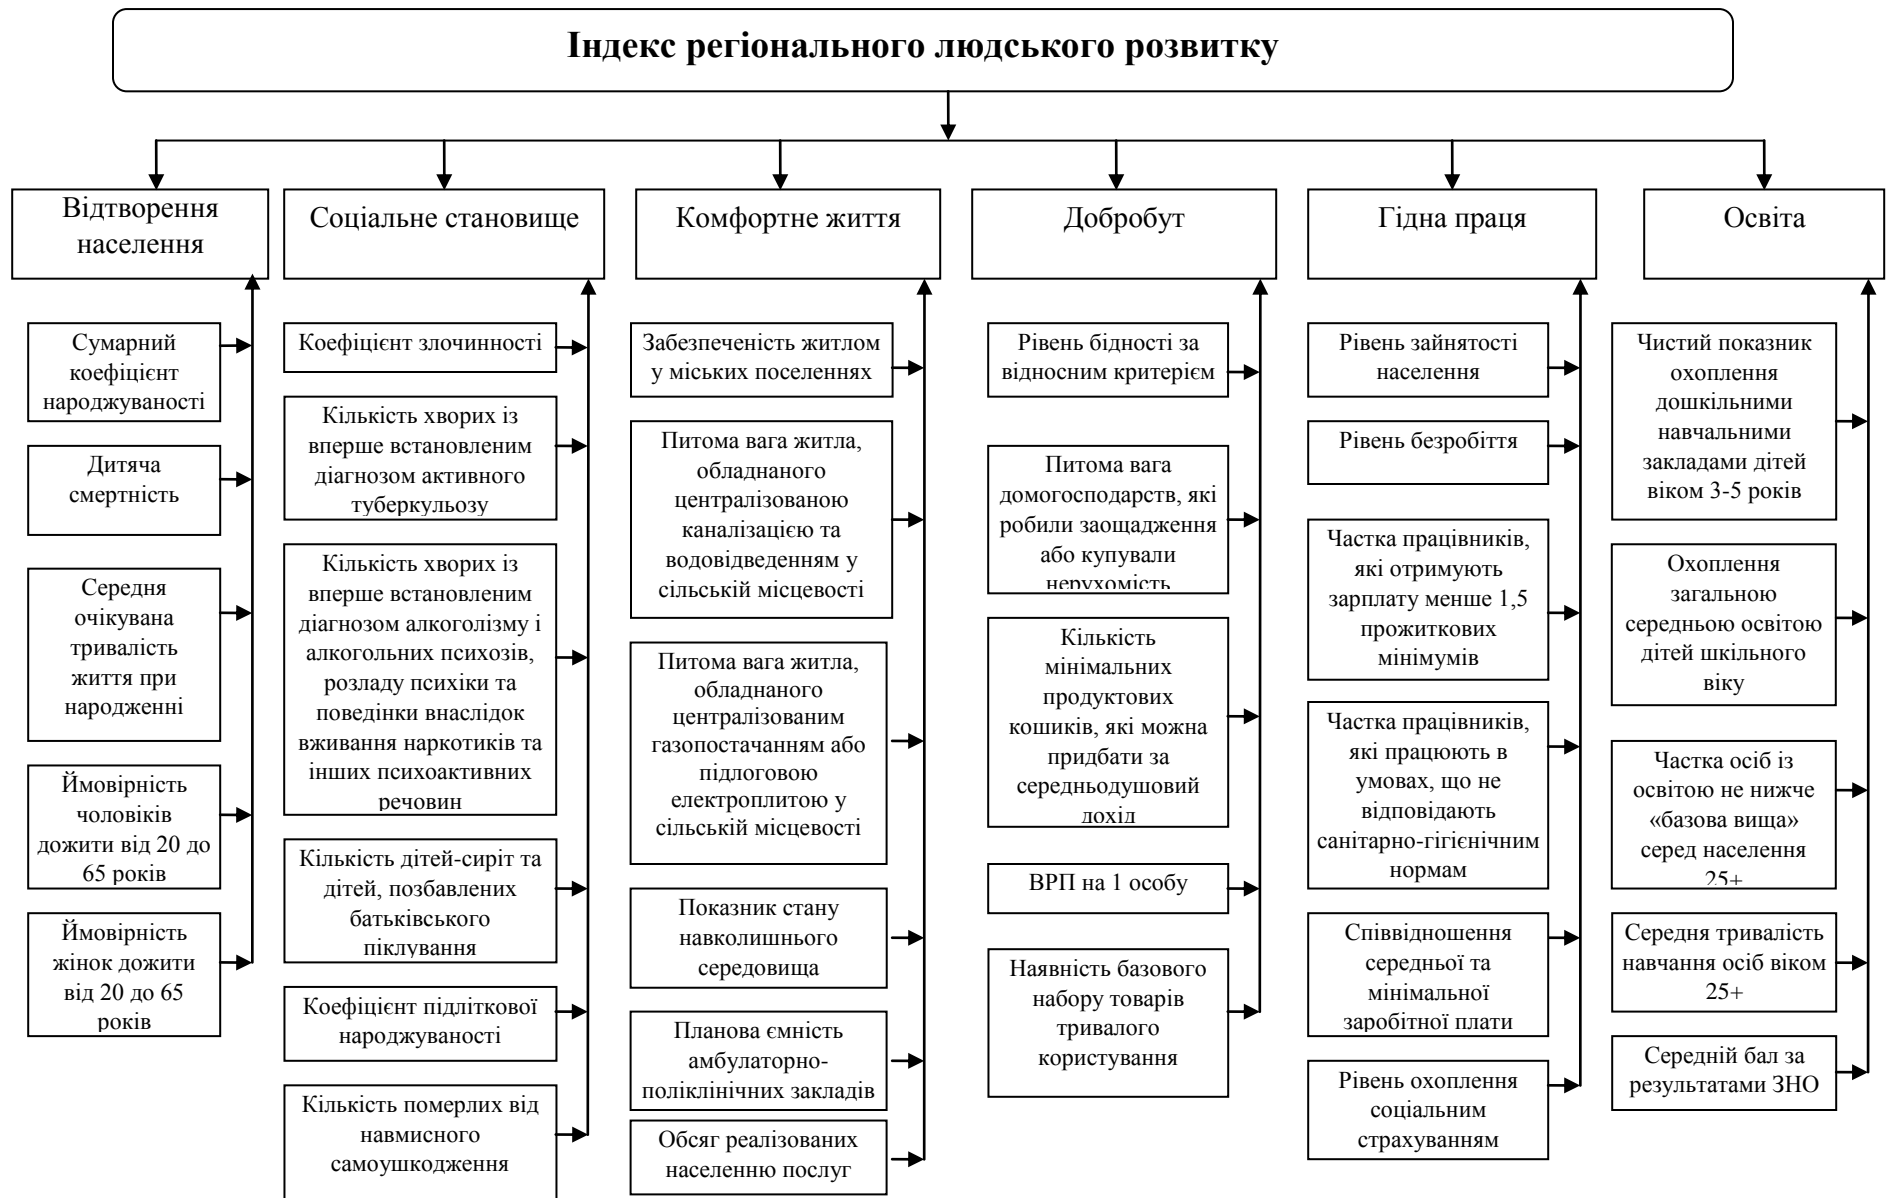 Індекс регіонального людського розвитку
Відтворення
населення
Соціальне становище
Комфортне життя
Добробут
Гідна праця
Освіта
Сумарний
коефіцієнт
народжуваності
Дитяча
смертність
Середня
очікувана
тривалість
життя при
народженні
Ймовірність
чоловіків
дожити від 20 до
65 років
Ймовірність
жінок дожити
від 20 до 65
років
Коефіцієнт злочинності
Кількість хворих із
вперше встановленим
діагнозом активного
туберкульозу
Кількість хворих із
вперше встановленим
діагнозом алкоголізму і
алкогольних психозів,
розладу психіки та
поведінки внаслідок
вживання наркотиків та
інших психоактивних
речовин
Кількість дітей-сиріт та
дітей, позбавлених
батьківського
піклування
Коефіцієнт підліткової
народжуваності
Кількість померлих від
навмисного
самоушкодження
Забезпеченість житлом
у міських поселеннях
Питома вага житла,
обладнаного
централізованою
каналізацією та
водовідведенням у
сільській місцевості
Питома вага житла,
обладнаного
централізованим
газопостачанням або
підлоговою
електроплитою у
сільській місцевості
Показник стану
навколишнього
середовища
Планова ємність
амбулаторно-
поліклінічних закладів
Обсяг реалізованих
населенню послуг
Рівень бідності за
відносним критерієм
Питома вага
домогосподарств, які
робили заощадження
або купували
нерухомість
Кількість
мінімальних
продуктових
кошиків, які можна
придбати за
середньодушовий
дохід
ВРП на 1 особу
Наявність базового
набору товарів
тривалого
користування
Рівень зайнятості
населення
Рівень безробіття
Частка працівників,
які отримують
зарплату менше 1,5
прожиткових
мінімумів
Частка працівників,
які працюють в
умовах, що не
відповідають
санітарно-гігієнічним
нормам
Співвідношення
середньої та
мінімальної
заробітної плати
Рівень охоплення
соціальним
страхуванням
Чистий показник
охоплення
дошкільними
навчальними
закладами дітей
віком 3-5 років
Охоплення
загальною
середньою освітою
дітей шкільного
віку
Частка осіб із
освітою не нижче
«базова вища»
серед населення
25+
Середня тривалість
навчання осіб віком
25+
Середній бал за
результатами ЗНО